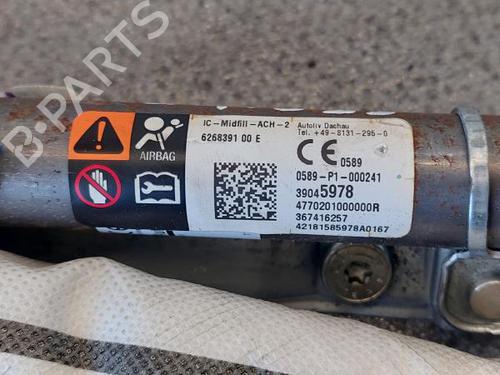 IC-Midfill-ACH-2
6268391 00 E
AIRBAG
Autoliv Dachau
Tel. +49-8131-295-0
CE 0589
0589-P1-000241
39045978
4770201000000R
367416257
42181585978A0167